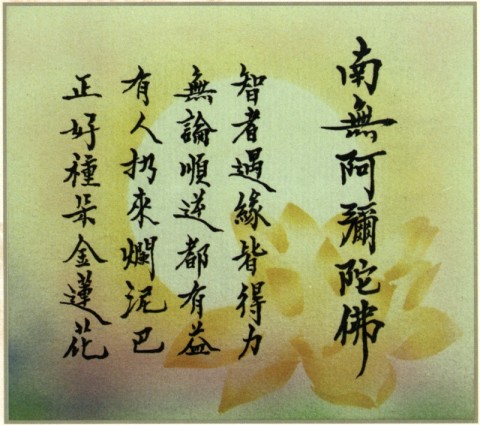 南無阿彌陀佛
智者遇緣皆得力
無論順逆都有益
有人扔來爛泥巴
正好種朵金蓮花